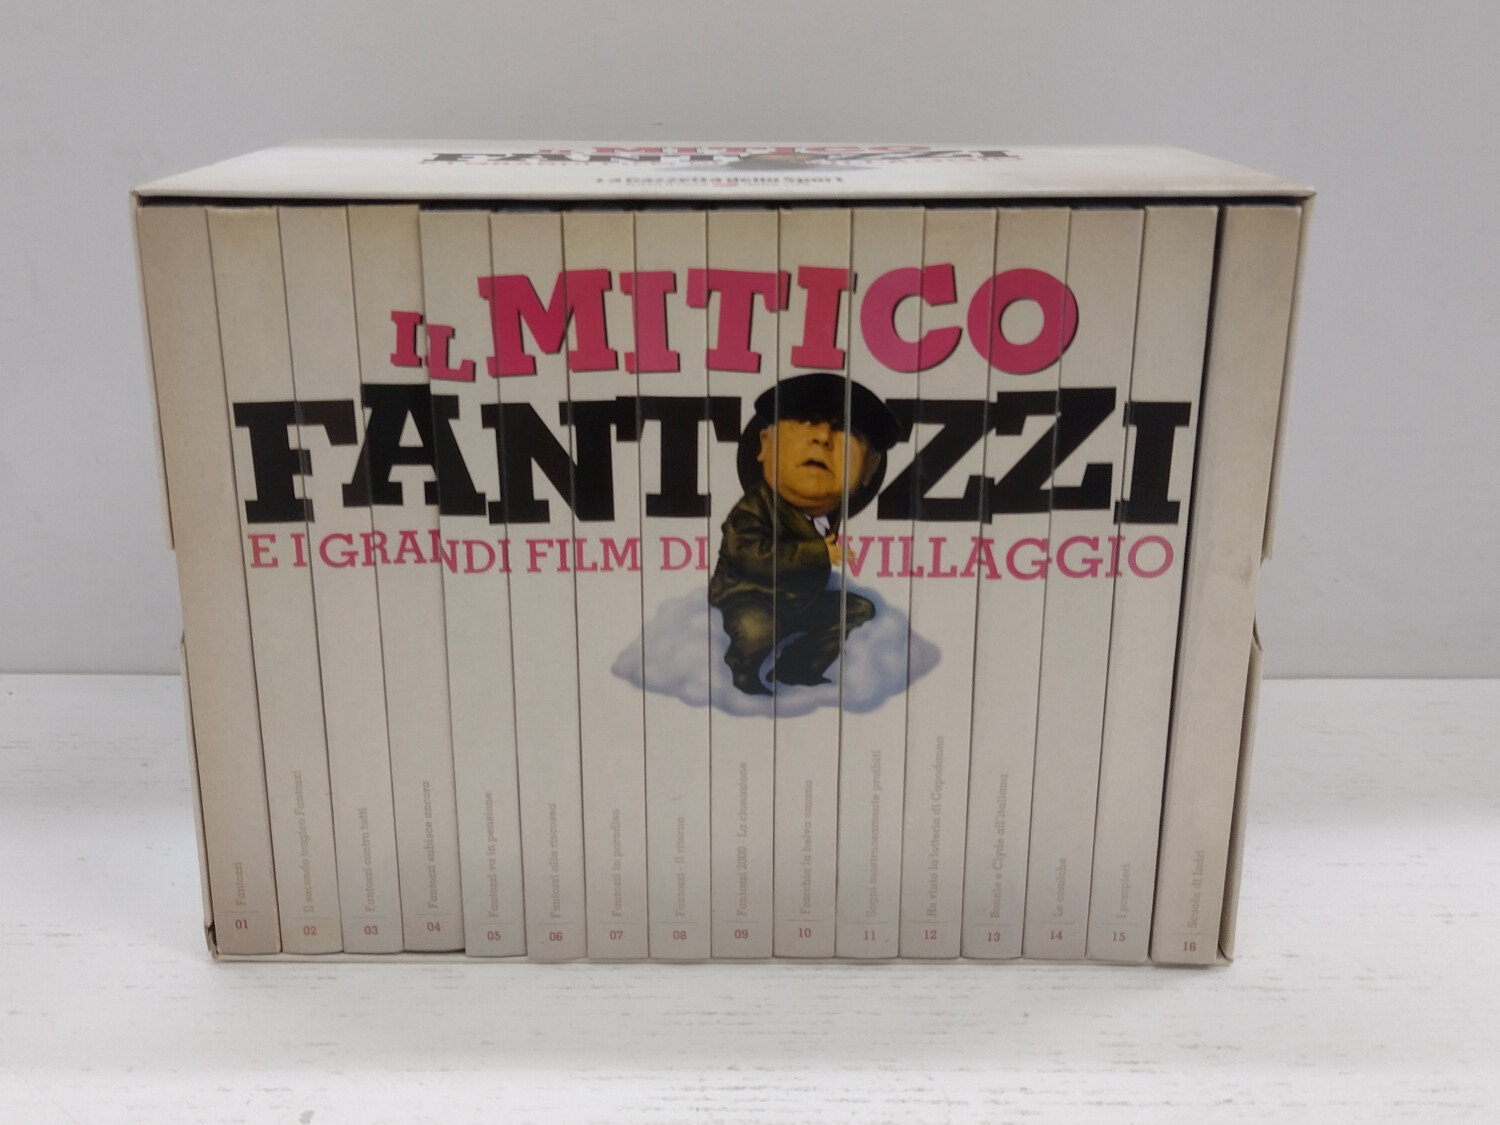 IL MITICO
FANTOZZI
La Gazzetta dello Sport
IL MITICO
FANTOZZI
E I GRANDI FILM DI VILLAGGIO
Fantozzi
01
Il secondo tragico Fantozzi
02
Fantozzi contro tutti
03
Fantozzi subisce ancora
04
Fantozzi va in pensione
05
Fantozzi alla riscossa
06
Fantozzi in paradiso
07
Fantozzi - Il ritorno
08
Fantozzi 2000 - La clonazione
09
Fracchia la belva umana
10
Sogni mostruosamente proibiti
11
Ho vinto la lotteria di Capodanno
12
Bonnie e Clyde all'italiana
13
Le comiche
14
I pompieri
15
Scuola di ladri
16